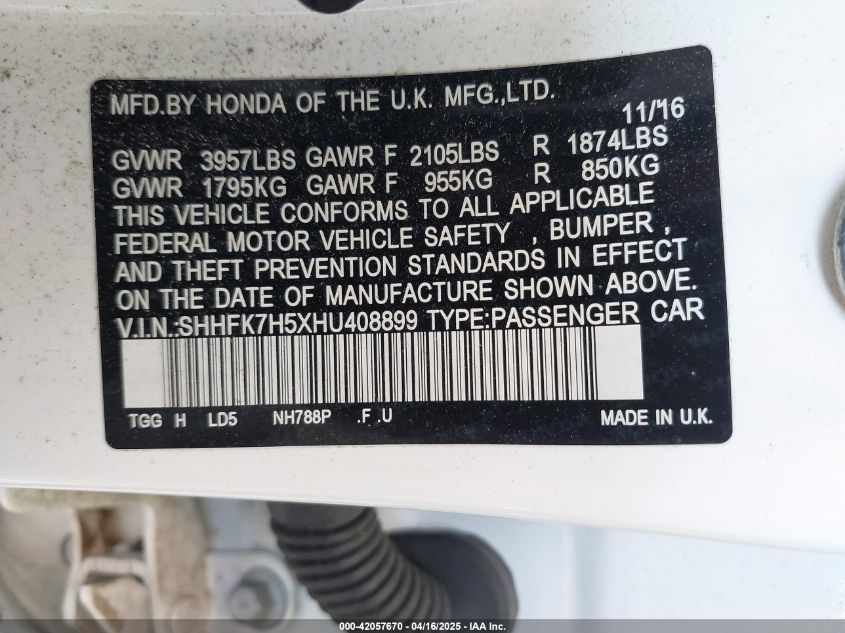 MFD.BY HONDA OF THE U.K. MFG.,LTD.
11/16
GVWR 3957LBS GAWR F 2105LBS R 1874LBS
GVWR 1795KG GAWR F 955KG R 850KG
THIS VEHICLE CONFORMS TO ALL APPLICABLE
FEDERAL MOTOR VEHICLE SAFETY , BUMPER ,
AND THEFT PREVENTION STANDARDS IN EFFECT
ON THE DATE OF MANUFACTURE SHOWN ABOVE.
V.I.N.:SHHFK7H5XHU408899 TYPE:PASSENGER CAR
TGG H LD5 NH788P .F .U MADE IN U.K.
000-42057670 - 04/16/2025 - IAA Inc.